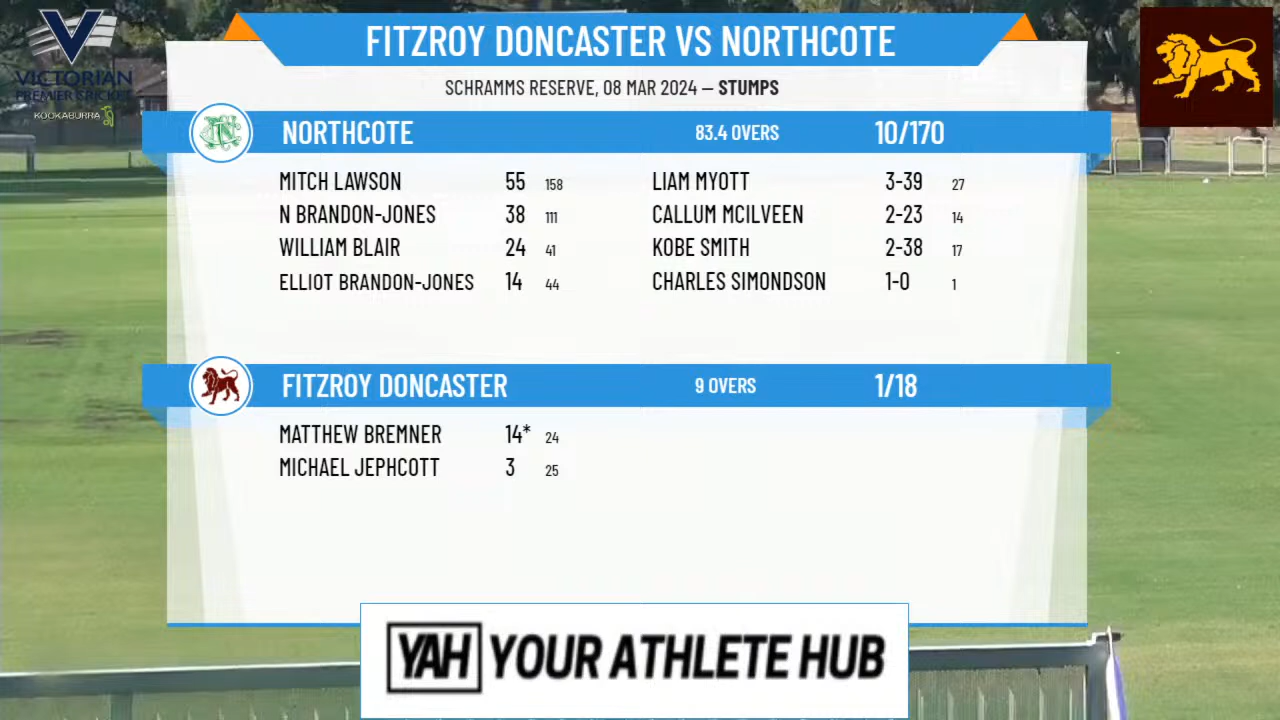 FITZROY DONCASTER VS NORTHCOTE
SCHRAMMS RESERVE, 08 MAR 2024 – STUMPS
VICTORIAN
PREMIER CRICKET
KOOKABURRA
NORTHCOTE 83.4 OVERS 10/170
MITCH LAWSON 55 158 LIAM MYOTT 3-39 27
N BRANDON-JONES 38 111 CALLUM MCILVEEN 2-23 14
WILLIAM BLAIR 24 41 KOBE SMITH 2-38 17
ELLIOT BRANDON-JONES 14 44 CHARLES SIMONDSON 1-0 1
FITZROY DONCASTER 9 OVERS 1/18
MATTHEW BREMNER 14* 24
MICHAEL JEPHCOTT 3 25
YAH YOUR ATHLETE HUB